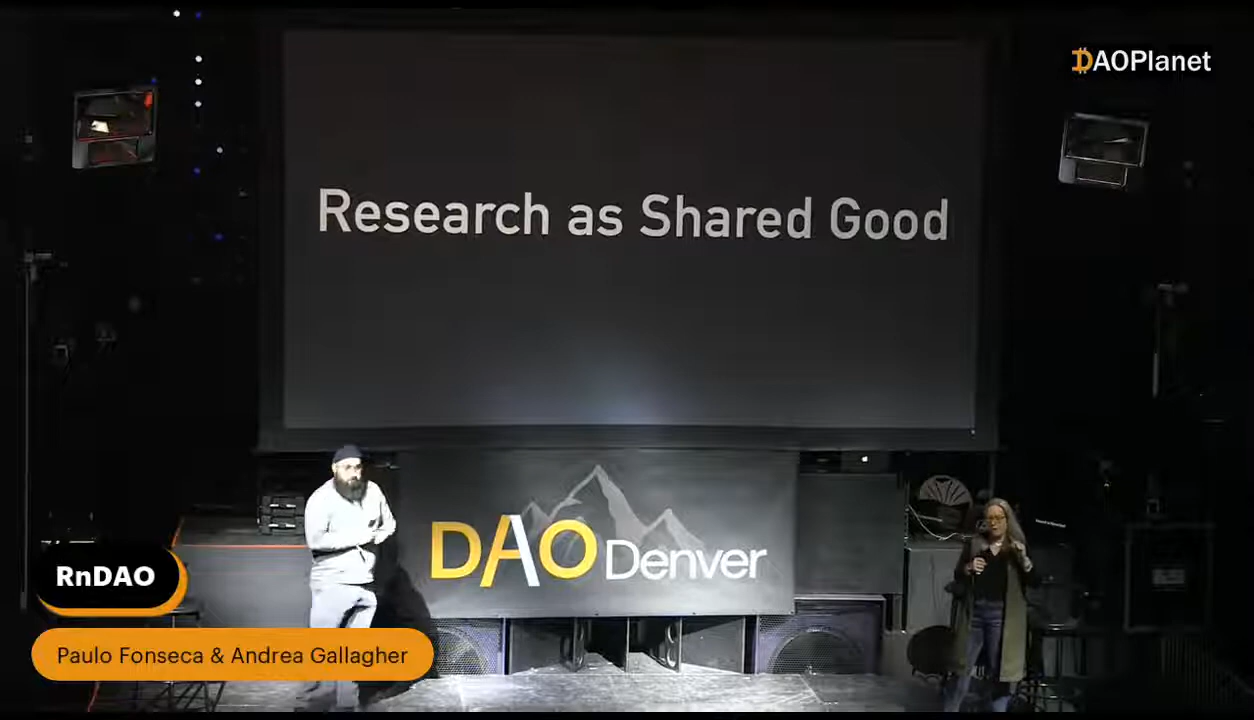 DAOPlanet
Research as Shared Good
DAO Denver
RnDAO
Paulo Fonseca & Andrea Gallagher